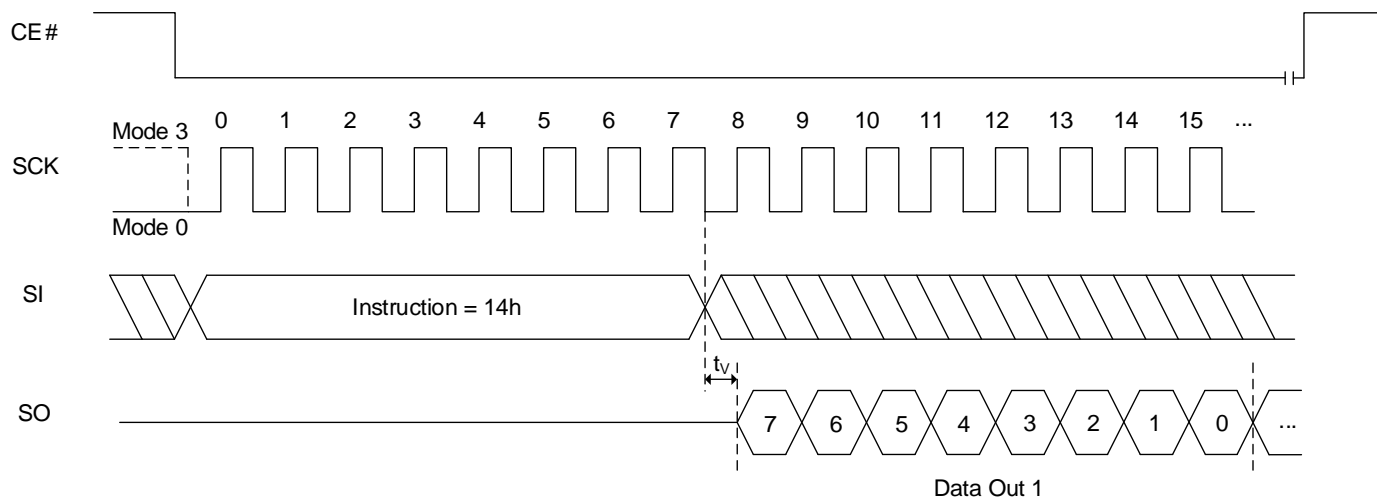 CE#
0 1 2 3 4 5 6 7 8 9 10 11 12 13 14 15 ...
Mode 3
SCK
Mode 0
SI
Instruction = 14h
tV
SO
7 6 5 4 3 2 1 0 ...
Data Out 1